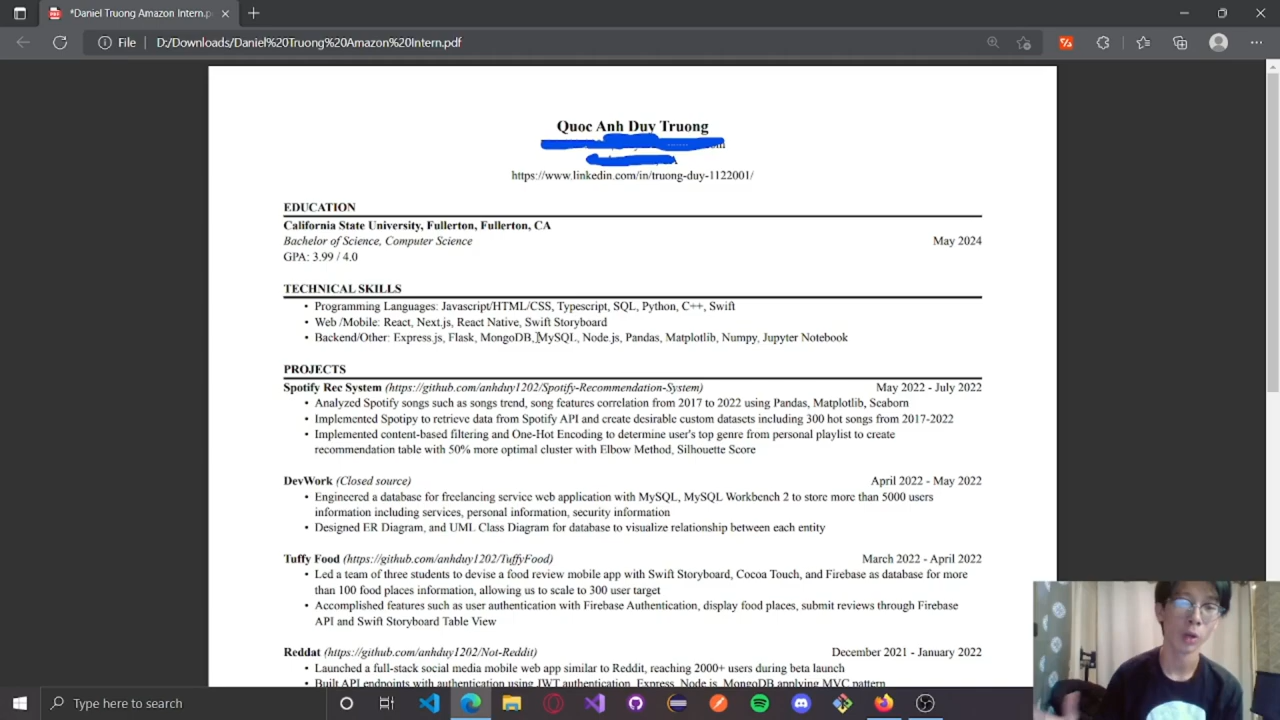 *Daniel Truong Amazon Intern.p
File D:/Downloads/Daniel%20Truong%20Amazon%20Intern.pdf
Quoc Anh Duy Truong
https://www.linkedin.com/in/truong-duy-1122001/
EDUCATION
California State University, Fullerton, Fullerton, CA
Bachelor of Science, Computer Science May 2024
GPA: 3.99 / 4.0
TECHNICAL SKILLS
• Programming Languages: Javascript/HTML/CSS, Typescript, SQL, Python, C++, Swift
• Web /Mobile: React, Next.js, React Native, Swift Storyboard
• Backend/Other: Express.js, Flask, MongoDB, MySQL, Node.js, Pandas, Matplotlib, Numpy, Jupyter Notebook
PROJECTS
Spotify Rec System (https://github.com/anhduy1202/Spotify-Recommendation-System) May 2022 - July 2022
• Analyzed Spotify songs such as songs trend, song features correlation from 2017 to 2022 using Pandas, Matplotlib, Seaborn
• Implemented Spotipy to retrieve data from Spotify API and create desirable custom datasets including 300 hot songs from 2017-2022
• Implemented content-based filtering and One-Hot Encoding to determine user's top genre from personal playlist to create
recommendation table with 50% more optimal cluster with Elbow Method, Silhouette Score
DevWork (Closed source) April 2022 - May 2022
• Engineered a database for freelancing service web application with MySQL, MySQL Workbench 2 to store more than 5000 users
information including services, personal information, security information
• Designed ER Diagram, and UML Class Diagram for database to visualize relationship between each entity
Tuffy Food (https://github.com/anhduy1202/TuffyFood) March 2022 - April 2022
• Led a team of three students to devise a food review mobile app with Swift Storyboard, Cocoa Touch, and Firebase as database for more
than 100 food places information, allowing us to scale to 300 user target
• Accomplished features such as user authentication with Firebase Authentication, display food places, submit reviews through Firebase
API and Swift Storyboard Table View
Reddat (https://github.com/anhduy1202/Not-Reddit) December 2021 - January 2022
• Launched a full-stack social media mobile web app similar to Reddit, reaching 2000+ users during beta launch
• Built API endpoints with authentication using JWT authentication, Express, Node.js, MongoDB applying MVC pattern
Type here to search